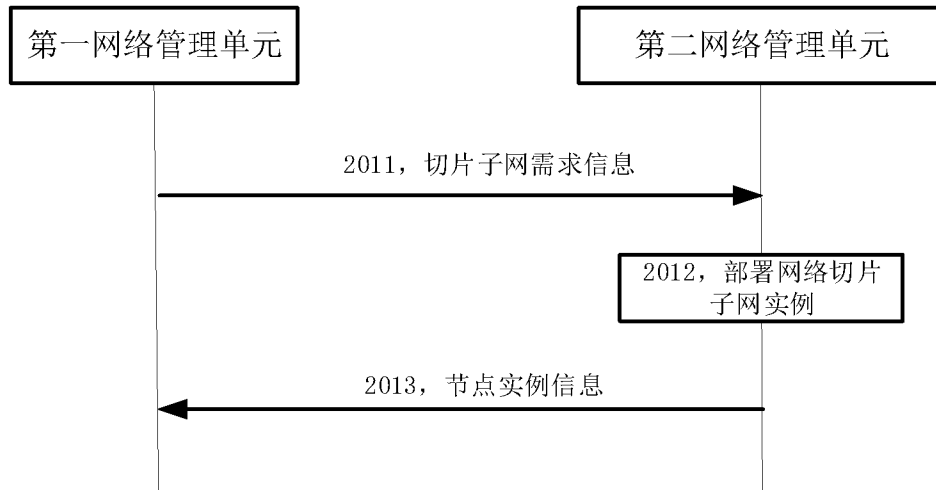 第一网络管理单元
第二网络管理单元
2011，切片子网需求信息
2012，部署网络切片
子网实例
2013，节点实例信息